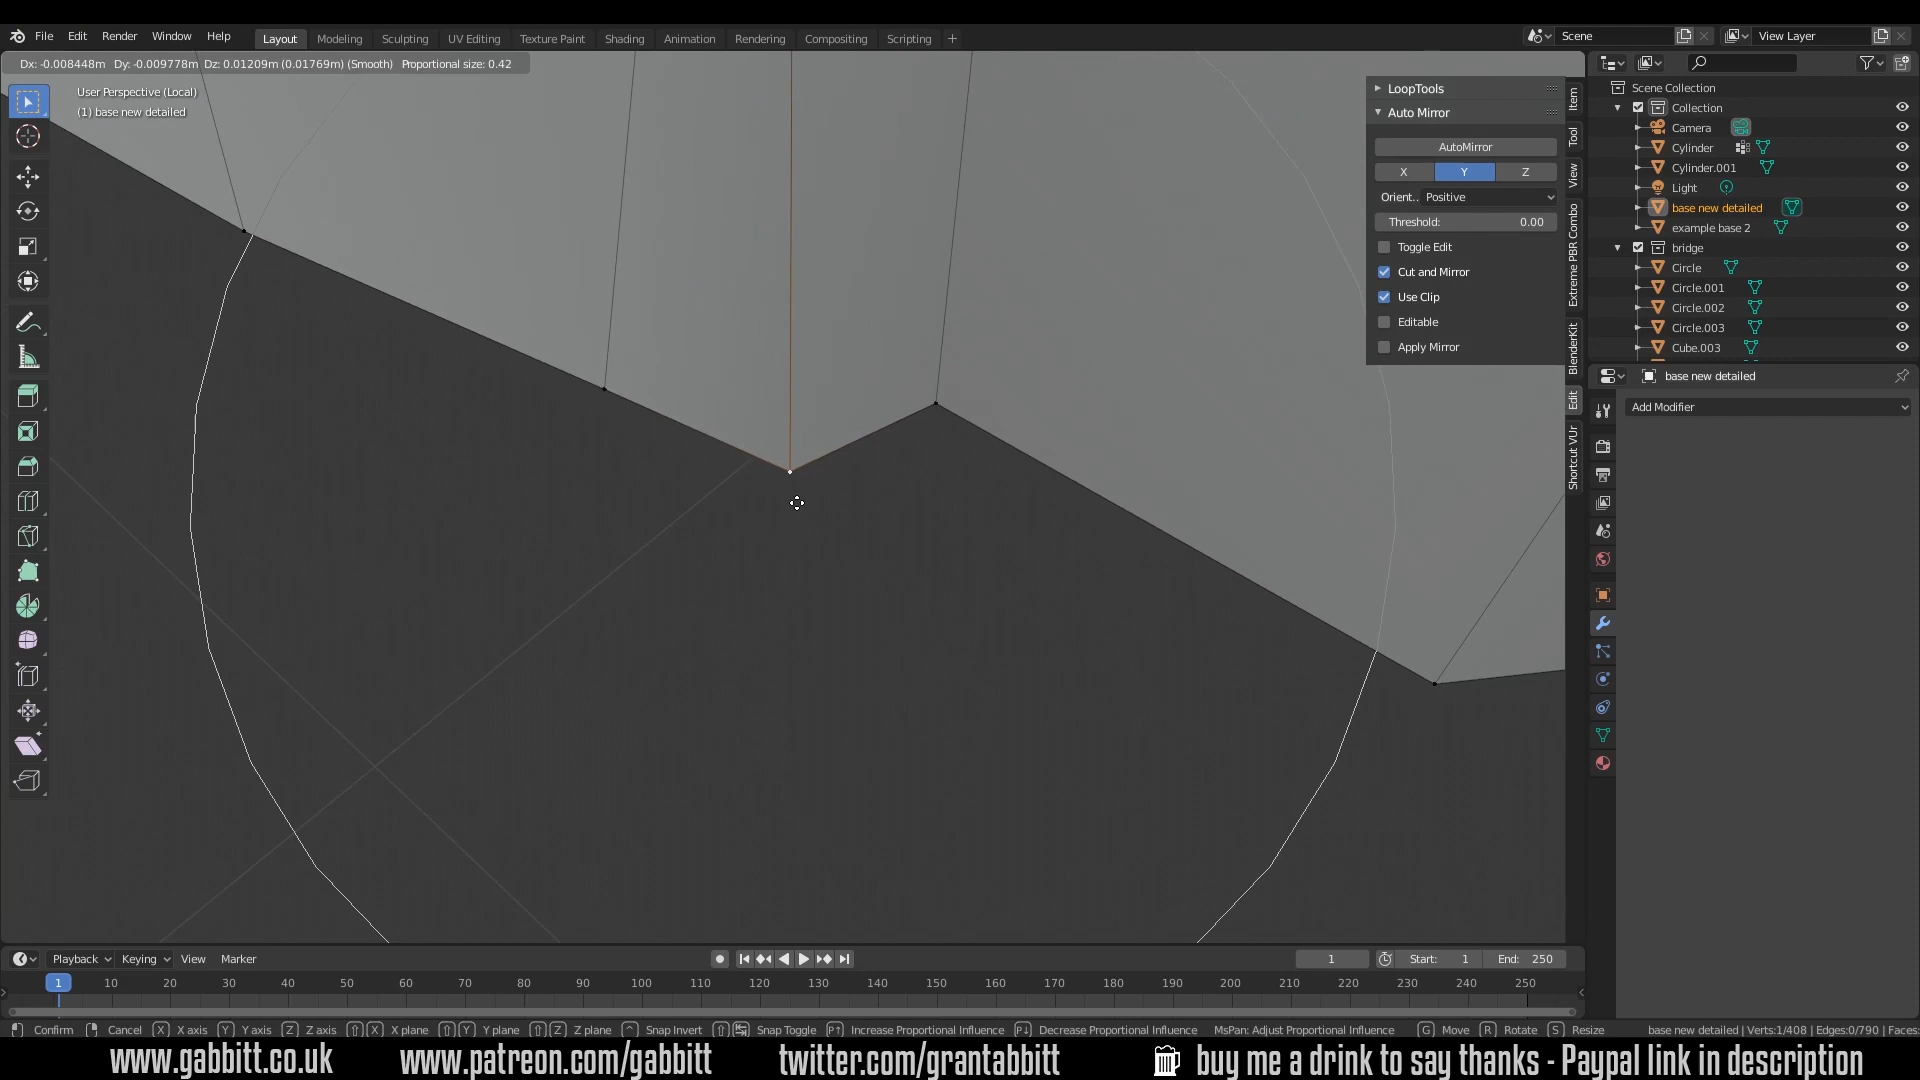 File Edit Render Window Help Layout Modeling Sculpting UV Editing Texture Paint Shading Animation Rendering Compositing Scripting + Scene View Layer
Dx: -0.008448m Dy: -0.009778m Dz: 0.01209m (0.01769m) (Smooth) Proportional size: 0.42
User Perspective (Local)
(1) base new detailed
LoopTools
Auto Mirror
AutoMirror
X Y Z
Orient.. Positive
Threshold: 0.00
Toggle Edit
Cut and Mirror
Use Clip
Editable
Apply Mirror
Item
Tool
View
Extreme PBR Combo
BlenderKit
Edit
Shortcut VUr
Scene Collection
Collection
Camera
Cylinder
Cylinder.001
Light
base new detailed
example base 2
bridge
Circle
Circle.001
Circle.002
Circle.003
Cube.003
base new detailed
Add Modifier
Playback Keying View Marker 1 Start: 1 End: 250
1 10 20 30 40 50 60 70 80 90 100 110 120 130 140 150 160 170 180 190 200 210 220 230 240 250
Confirm Cancel X X axis Y Y axis Z Z axis X X plane Y Y plane Z Z plane Snap Invert Snap Toggle P↑ Increase Proportional Influence P↓ Decrease Proportional Influence MsPan: Adjust Proportional Influence G Move R Rotate S Resize base new detailed | Verts:1/408 | Edges:0/790 | Faces:
www.gabbitt.co.uk www.patreon.com/gabbitt twitter.com/grantabbitt buy me a drink to say thanks - Paypal link in description